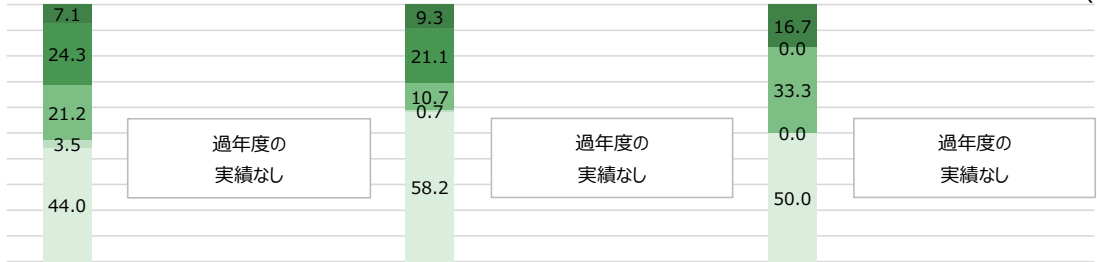 7.1
24.3
21.2
3.5
44.0
過年度の
実績なし
9.3
21.1
10.7
0.7
58.2
過年度の
実績なし
16.7
0.0
33.3
0.0
50.0
過年度の
実績なし